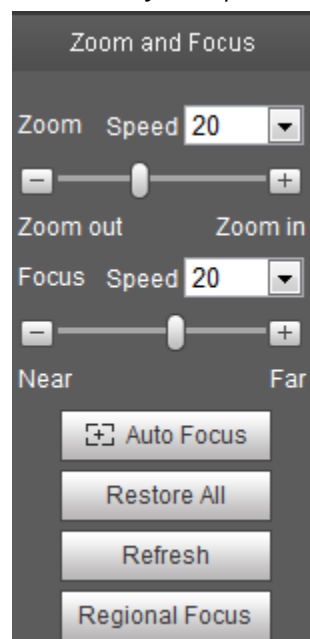 Zoom and Focus
Zoom Speed 20
Zoom out Zoom in
Focus Speed 20
Near Far
Auto Focus
Restore All
Refresh
Regional Focus